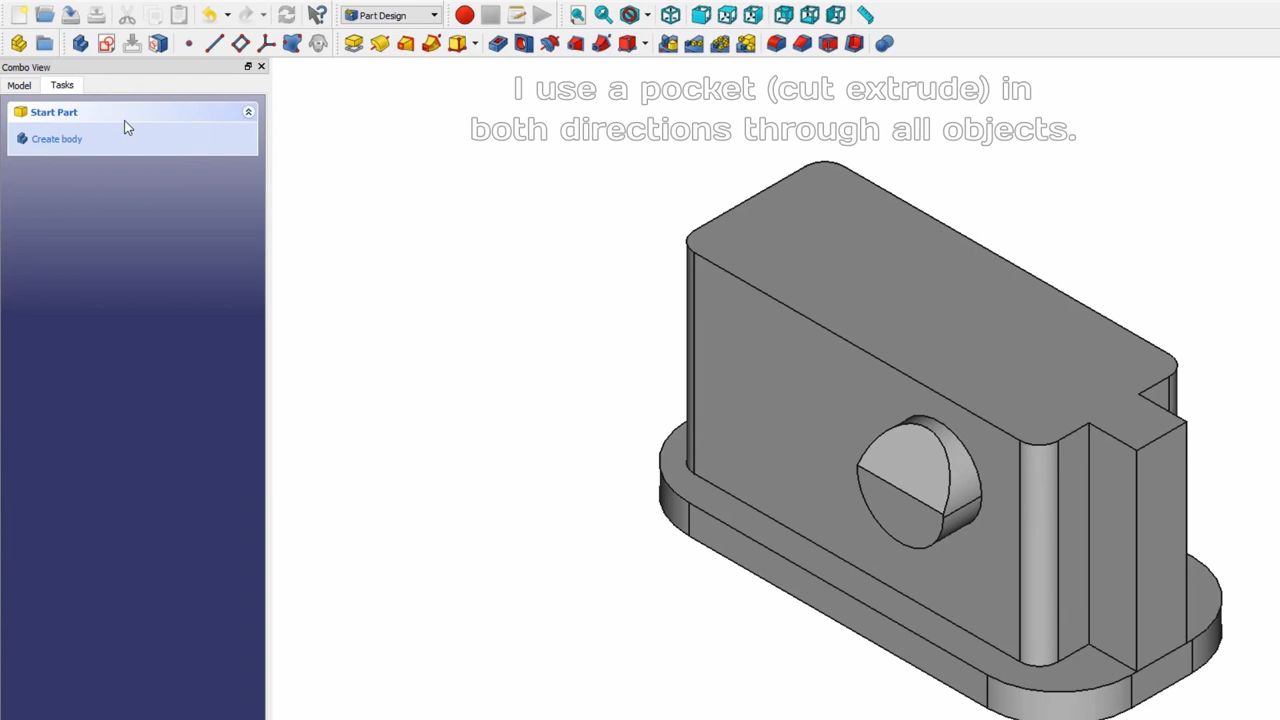 Part Design
Combo View
Model
Tasks
Start Part
Create body
I use a pocket (cut extrude) in
both directions through all objects.